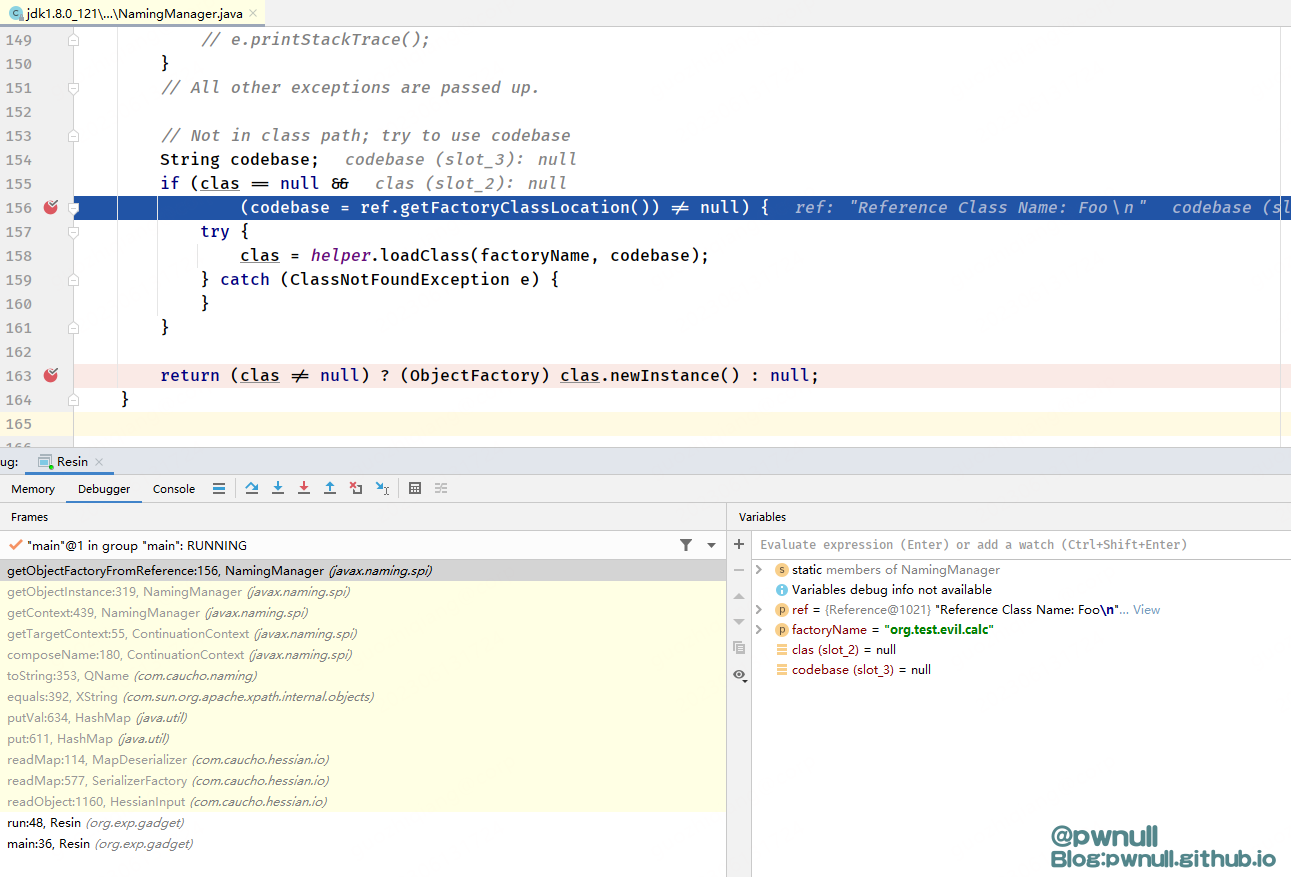 jdk1.8.0_121\...\NamingManager.java
149 // e.printStackTrace();
150 }
151 // All other exceptions are passed up.
152
153 // Not in class path; try to use codebase
154 String codebase; codebase (slot_3): null
155 if (clas == null && clas (slot_2): null
156 (codebase = ref.getFactoryClassLocation()) != null) { ref: "Reference Class Name: Foo\n" codebase (sl
157 try {
158 clas = helper.loadClass(factoryName, codebase);
159 } catch (ClassNotFoundException e) {
160 }
161 }
162
163 return (clas != null) ? (ObjectFactory) clas.newInstance() : null;
164 }
165
166
ug: Resin
Memory Debugger Console
Frames
"main"@1 in group "main": RUNNING
getObjectFactoryFromReference:156, NamingManager (javax.naming.spi)
getObjectInstance:319, NamingManager (javax.naming.spi)
getContext:439, NamingManager (javax.naming.spi)
getTargetContext:55, ContinuationContext (javax.naming.spi)
composeName:180, ContinuationContext (javax.naming.spi)
toString:353, QName (com.caucho.naming)
equals:392, XString (com.sun.org.apache.xpath.internal.objects)
putVal:634, HashMap (java.util)
put:611, HashMap (java.util)
readMap:114, MapDeserializer (com.caucho.hessian.io)
readMap:577, SerializerFactory (com.caucho.hessian.io)
readObject:1160, HessianInput (com.caucho.hessian.io)
run:48, Resin (org.exp.gadget)
main:36, Resin (org.exp.gadget)
Variables
Evaluate expression (Enter) or add a watch (Ctrl+Shift+Enter)
static members of NamingManager
Variables debug info not available
ref = {Reference@1021} "Reference Class Name: Foo\n"... View
factoryName = "org.test.evil.calc"
clas (slot_2) = null
codebase (slot_3) = null
@pwnull
Blog:pwnull.github.io